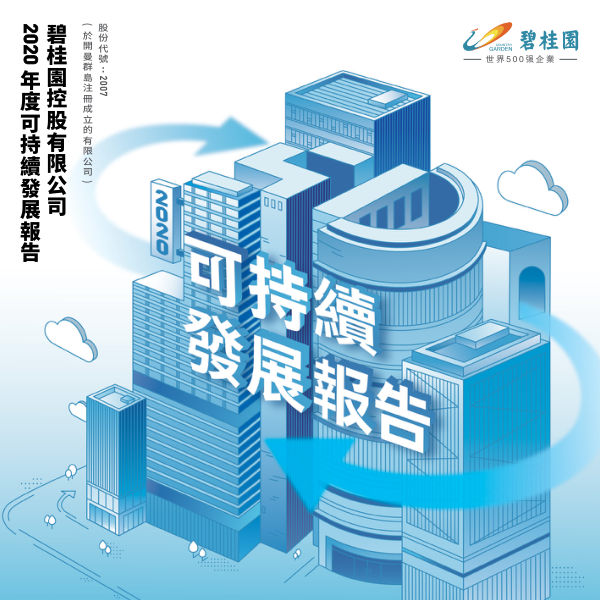 碧桂園控股有限公司
2020 年度可持續發展報告
股份代號：2007
（於開曼群島注冊成立的有限公司）
COUNTRY GARDEN
碧桂園
世界500强企業
2020
可持續
發展報告